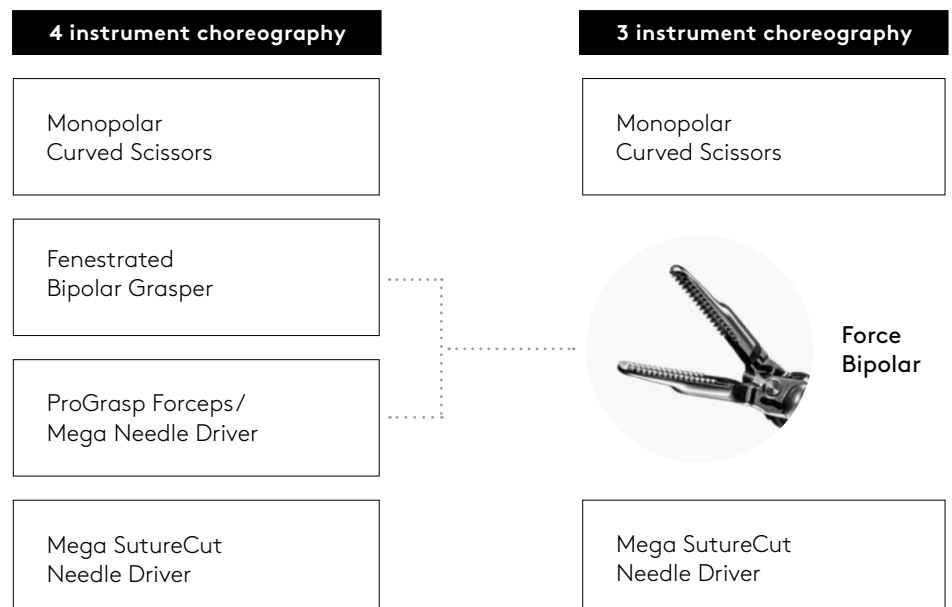 4 instrument choreography
Monopolar
Curved Scissors
Fenestrated
Bipolar Grasper
ProGrasp Forceps/
Mega Needle Driver
Mega SutureCut
Needle Driver
3 instrument choreography
Monopolar
Curved Scissors
Force
Bipolar
Mega SutureCut
Needle Driver